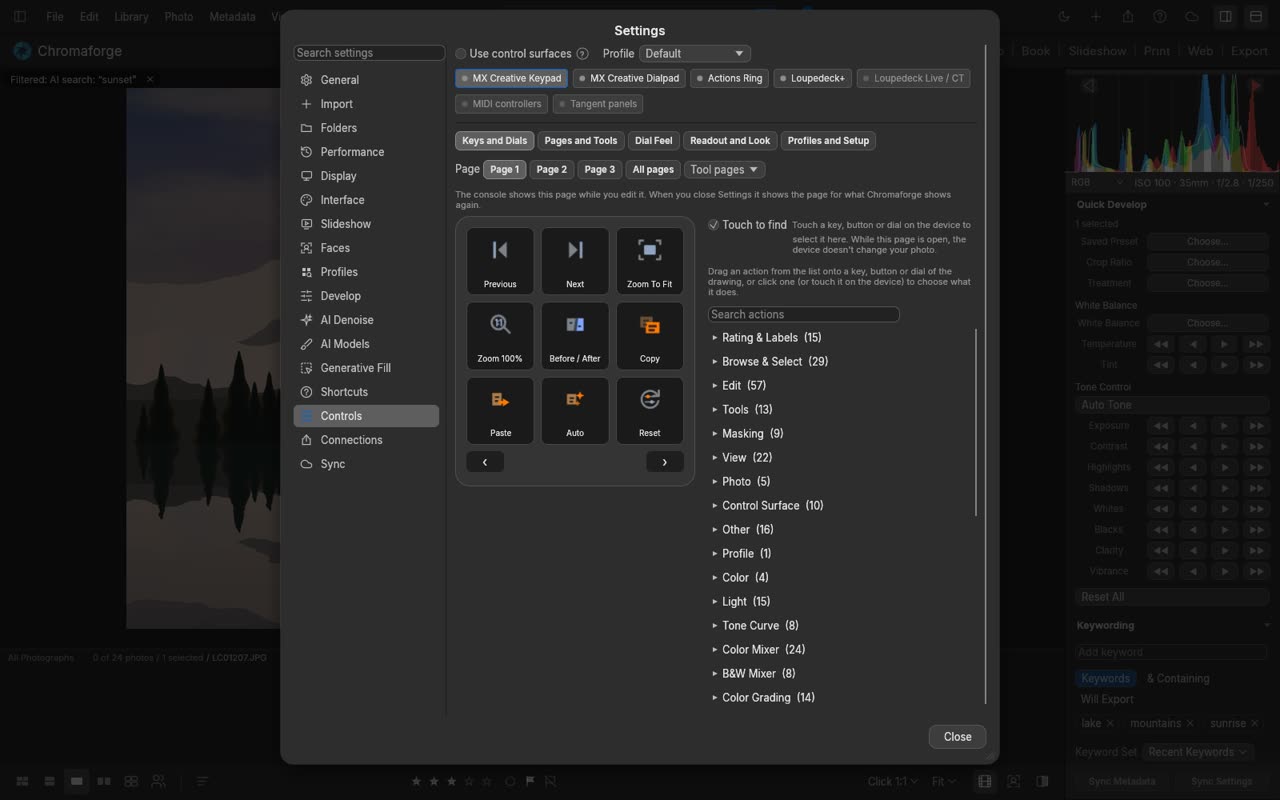 File Edit Library Photo Metadata
Settings
Chromaforge
Book Slideshow Print Web Export
Filtered: AI search: "sunset" ×
Search settings
General
Import
Folders
Performance
Display
Interface
Slideshow
Faces
Profiles
Develop
AI Denoise
AI Models
Generative Fill
Shortcuts
Controls
Connections
Sync
Use control surfaces ? Profile Default
MX Creative Keypad MX Creative Dialpad Actions Ring Loupedeck+ Loupedeck Live / CT
MIDI controllers Tangent panels
Keys and Dials Pages and Tools Dial Feel Readout and Look Profiles and Setup
Page Page 1 Page 2 Page 3 All pages Tool pages
The console shows this page while you edit it. When you close Settings it shows the page for what Chromaforge shows
again.
Previous Next Zoom To Fit
Zoom 100% Before / After Copy
Paste Auto Reset
Touch to find Touch a key, button or dial on the device to
select it here. While this page is open, the
device doesn't change your photo.
Drag an action from the list onto a key, button or dial of the
drawing, or click one (or touch it on the device) to choose what
it does.
Search actions
Rating & Labels (15)
Browse & Select (29)
Edit (57)
Tools (13)
Masking (9)
View (22)
Photo (5)
Control Surface (10)
Other (16)
Profile (1)
Color (4)
Light (15)
Tone Curve (8)
Color Mixer (24)
B&W Mixer (8)
Color Grading (14)
Close
RGB ISO 100 · 35mm · f/2.8 · 1/250
Quick Develop
1 selected
Saved Preset Choose...
Crop Ratio Choose...
Treatment Choose...
White Balance
White Balance Choose...
Temperature
Tint
Tone Control
Auto Tone
Exposure
Contrast
Highlights
Shadows
Whites
Blacks
Clarity
Vibrance
Reset All
Keywording
Add keyword
Keywords & Containing
Will Export
lake × mountains × sunrise ×
Keyword Set Recent Keywords
Sync Metadata Sync Settings
All Photographs 0 of 24 photos / 1 selected / LC01207.JPG
Click 1:1 Fit